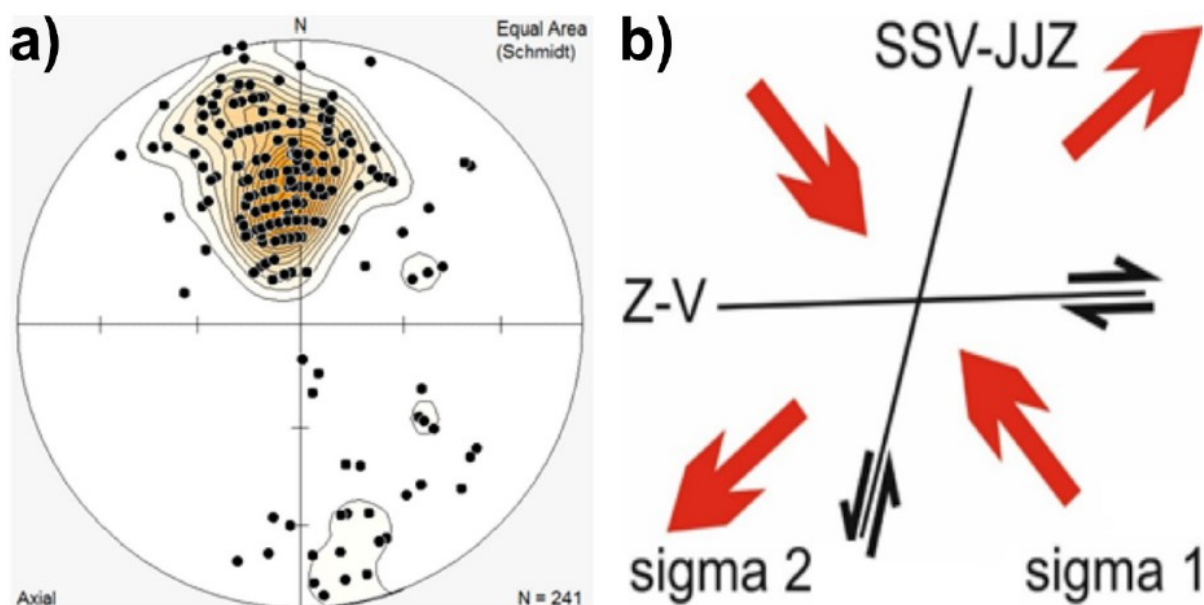 a)
N
Equal Area
(Schmidt)
Axial
N = 241
b)
SSV-JJZ
Z-V
sigma 2
sigma 1